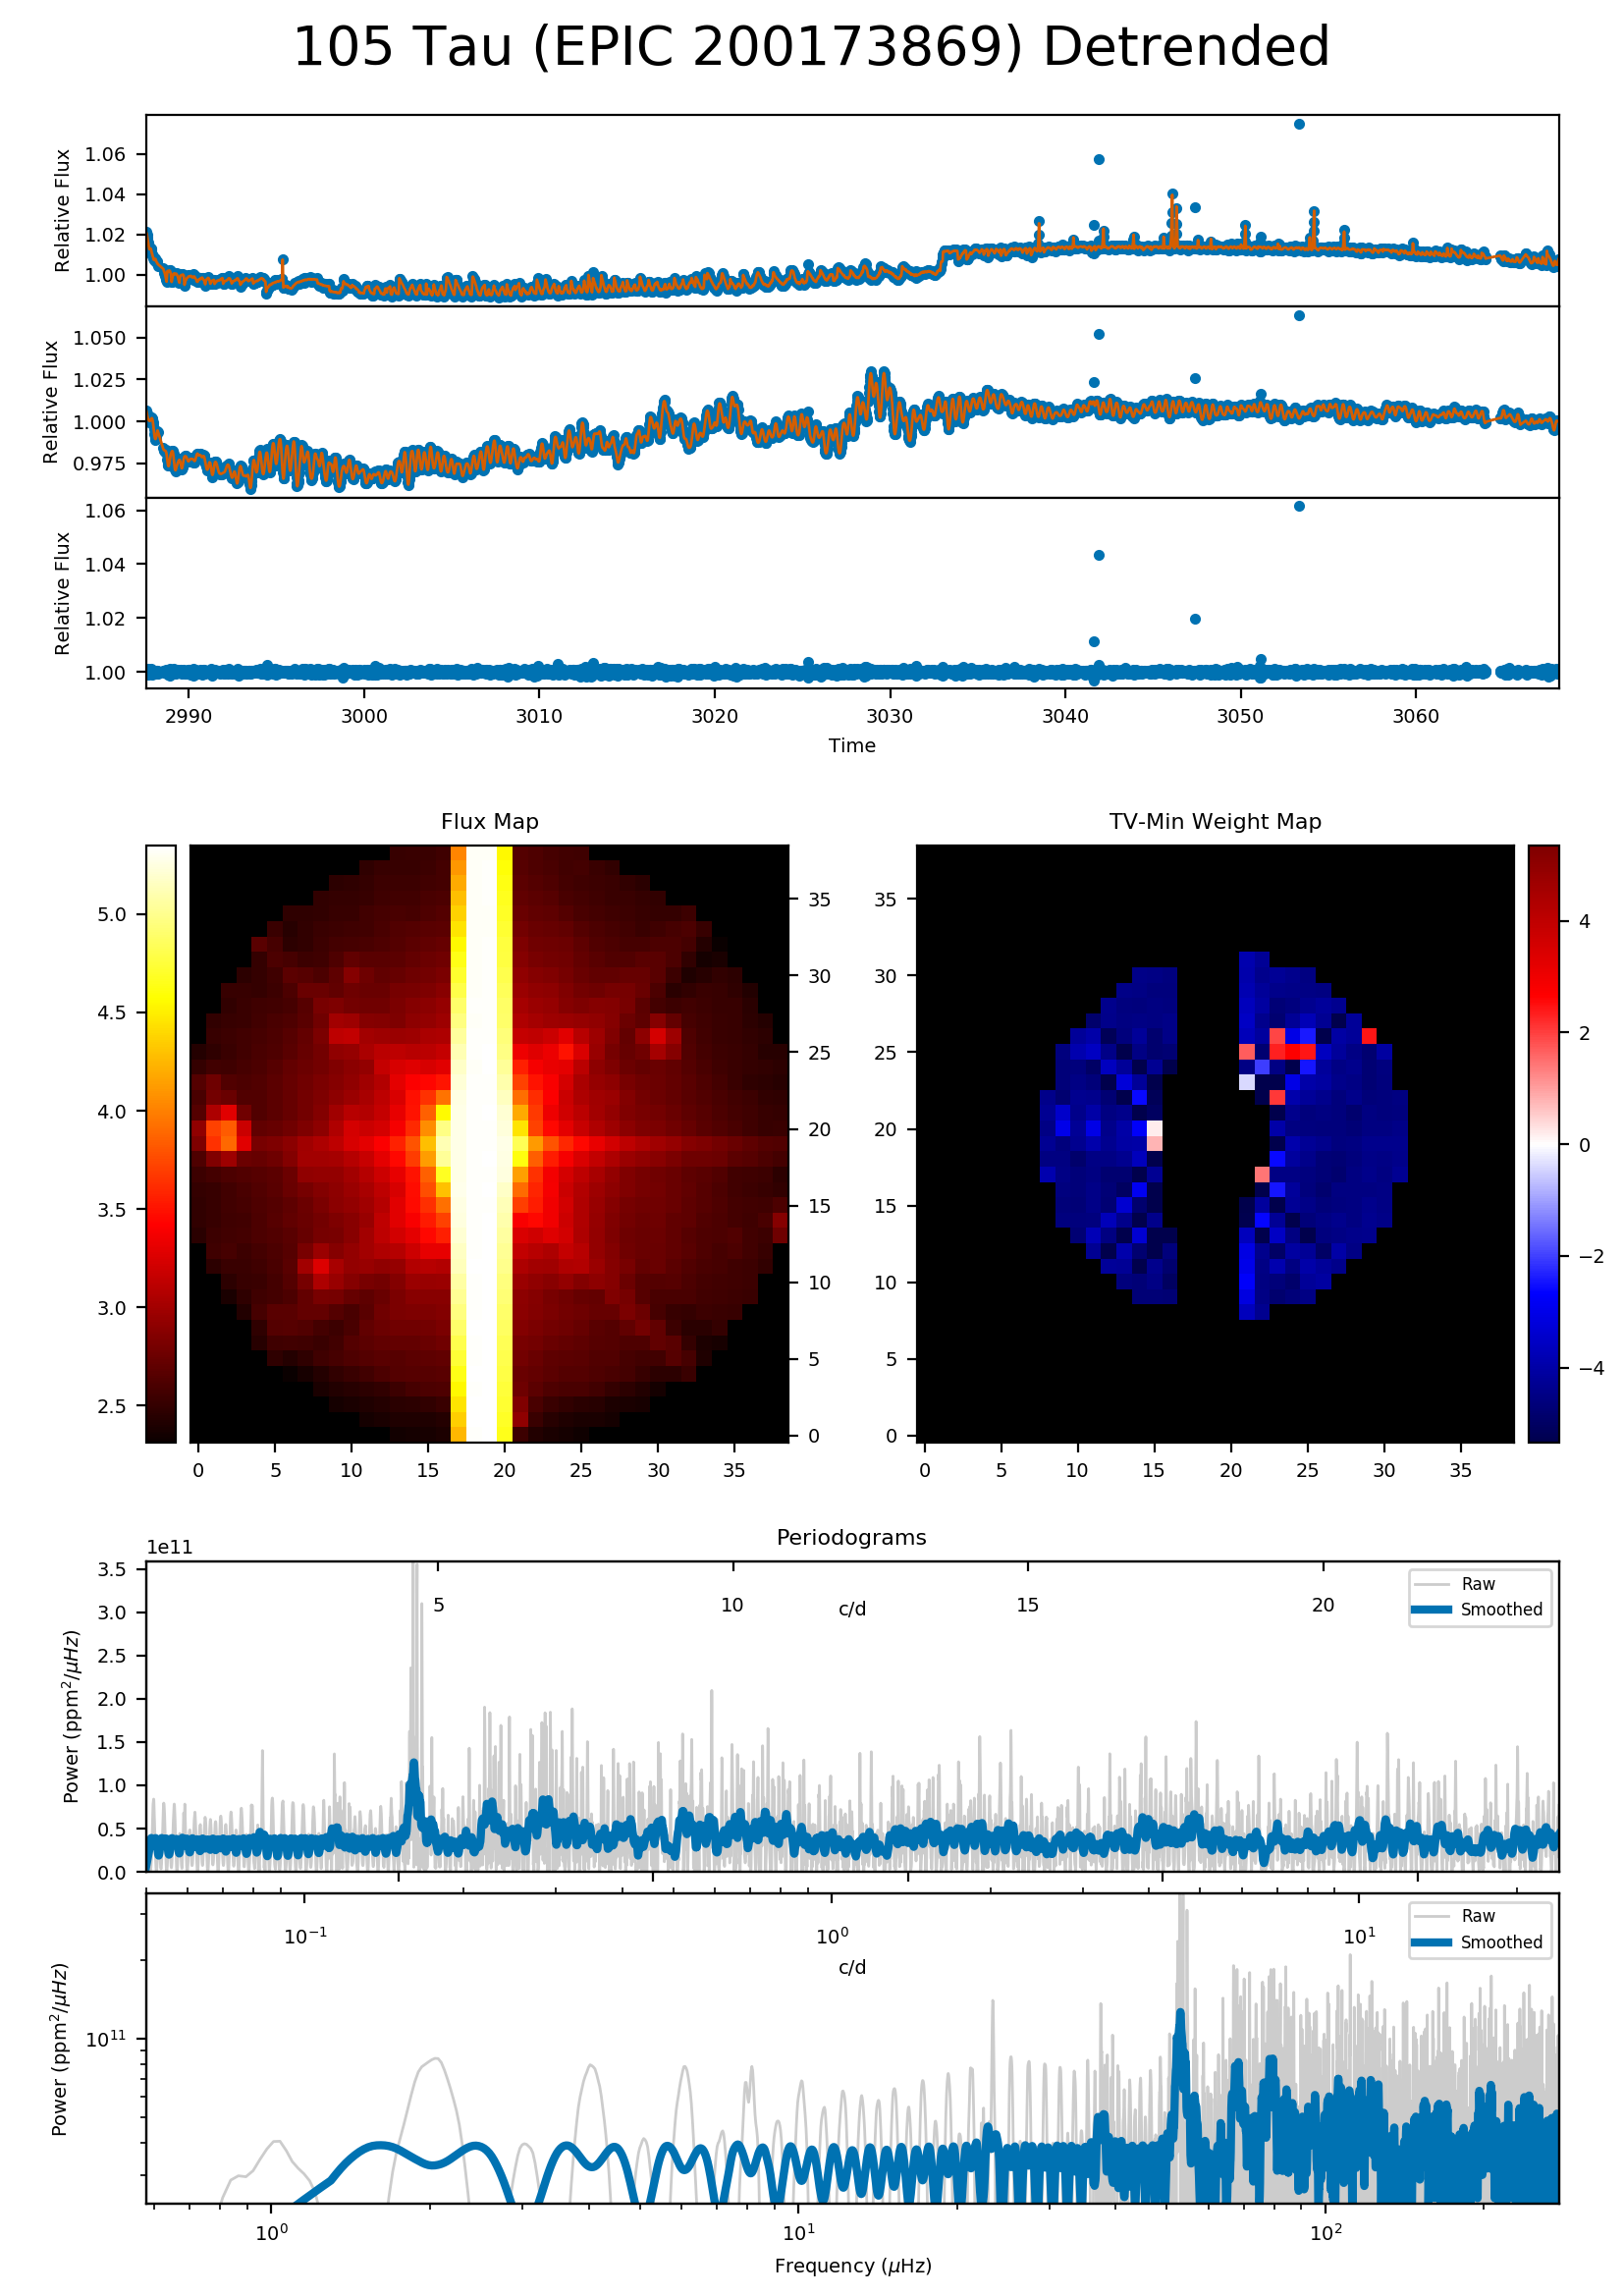 105 Tau (EPIC 200173869) Detrended
Relative Flux
1.06
1.04
1.02
1.00
Relative Flux
1.050
1.025
1.000
0.975
Relative Flux
1.06
1.04
1.02
1.00
2990 3000 3010 3020 3030 3040 3050 3060
Time
Flux Map
5.0
4.5
4.0
3.5
3.0
2.5
35
30
25
20
15
10
5
0
0 5 10 15 20 25 30 35
TV-Min Weight Map
35
30
25
20
15
10
5
0
0 5 10 15 20 25 30 35
4
2
0
−2
−4
Periodograms
1e11
Power (ppm²/μHz)
3.5
3.0
2.5
2.0
1.5
1.0
0.5
0.0
5 10 15 20
c/d
Raw
Smoothed
Power (ppm²/μHz)
10¹¹
10⁻¹ 10⁰ 10¹
c/d
Raw
Smoothed
10⁰ 10¹ 10²
Frequency (μHz)